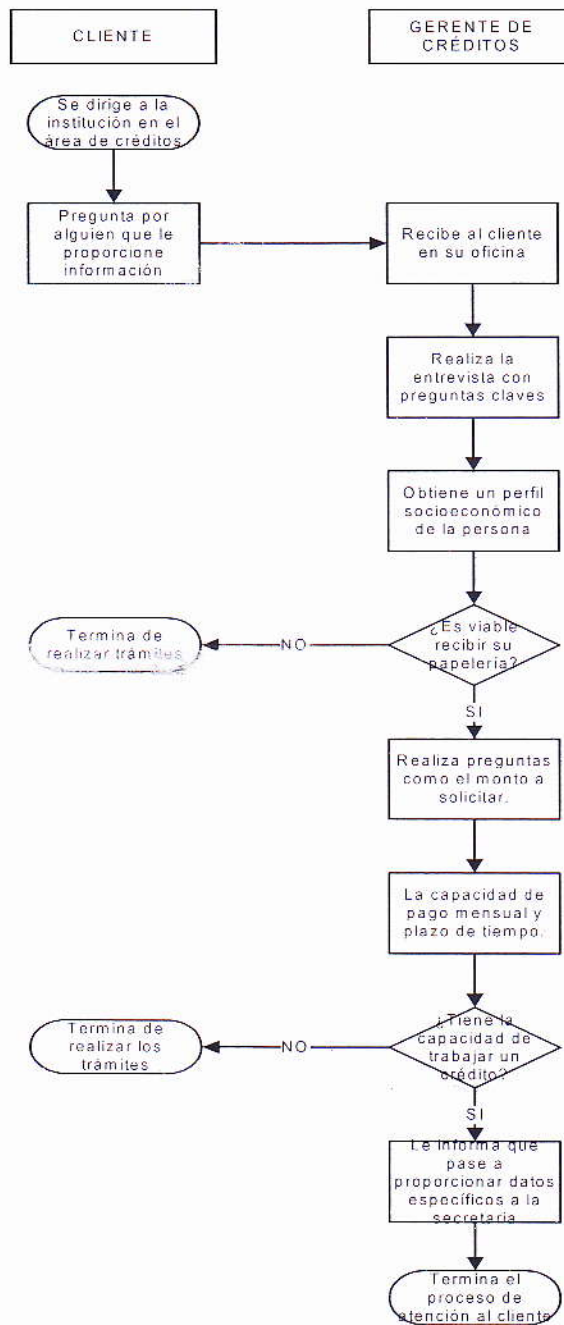 CLIENTE
GERENTE DE
CRÉDITOS
Se dirige a la
institución en el
área de créditos
Pregunta por
alguien que le
proporcione
información
Recibe al cliente
en su oficina
Realiza la
entrevista con
preguntas claves
Obtiene un perfil
socioeconómico
de la persona
¿Es viable
recibir su
papelería?
NO
Termina de
realizar trámites
SI
Realiza preguntas
como el monto a
solicitar.
La capacidad de
pago mensual y
plazo de tiempo.
¿Tiene la
capacidad de
trabajar un
crédito?
NO
Termina de
realizar los
trámites
SI
Le informa que
pase a
proporcionar datos
específicos a la
secretaria
Termina el
proceso de
atención al cliente